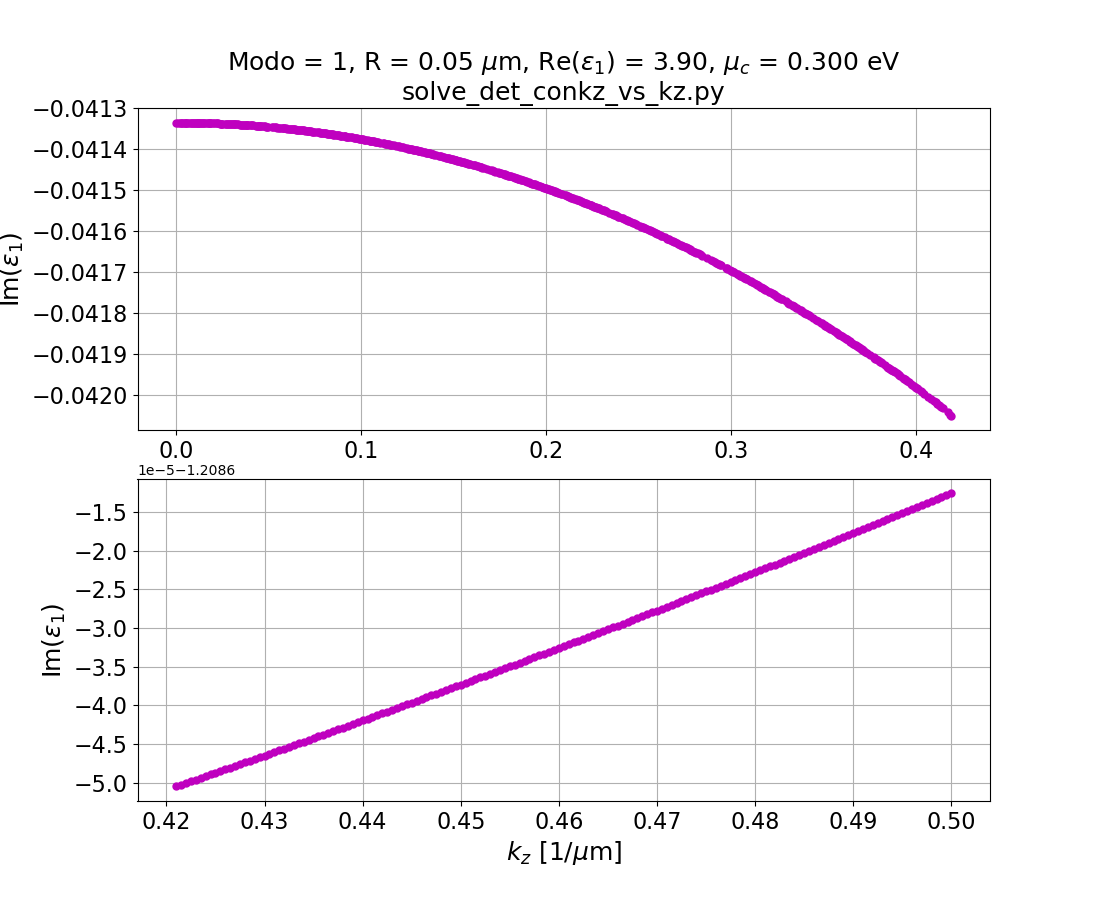 Modo = 1, R = 0.05 μm, Re(ε₁) = 3.90, μ_c = 0.300 eV
solve_det_conkz_vs_kz.py
−0.0413
−0.0414
−0.0415
−0.0416
−0.0417
−0.0418
−0.0419
−0.0420
Im(ε₁)
0.0 0.1 0.2 0.3 0.4
1e−5−1.2086
−1.5
−2.0
−2.5
−3.0
−3.5
−4.0
−4.5
−5.0
Im(ε₁)
0.42 0.43 0.44 0.45 0.46 0.47 0.48 0.49 0.50
k_z [1/μm]